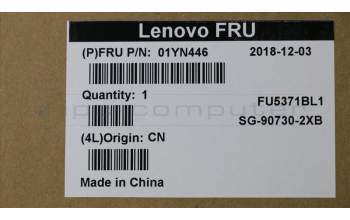 Lenovo FRU
(P)FRU P/N: 01YN446 2018-12-03
Quantity: 1
FU5371BL1
SG-90730-2XB
(4L)Origin: CN
Made in China